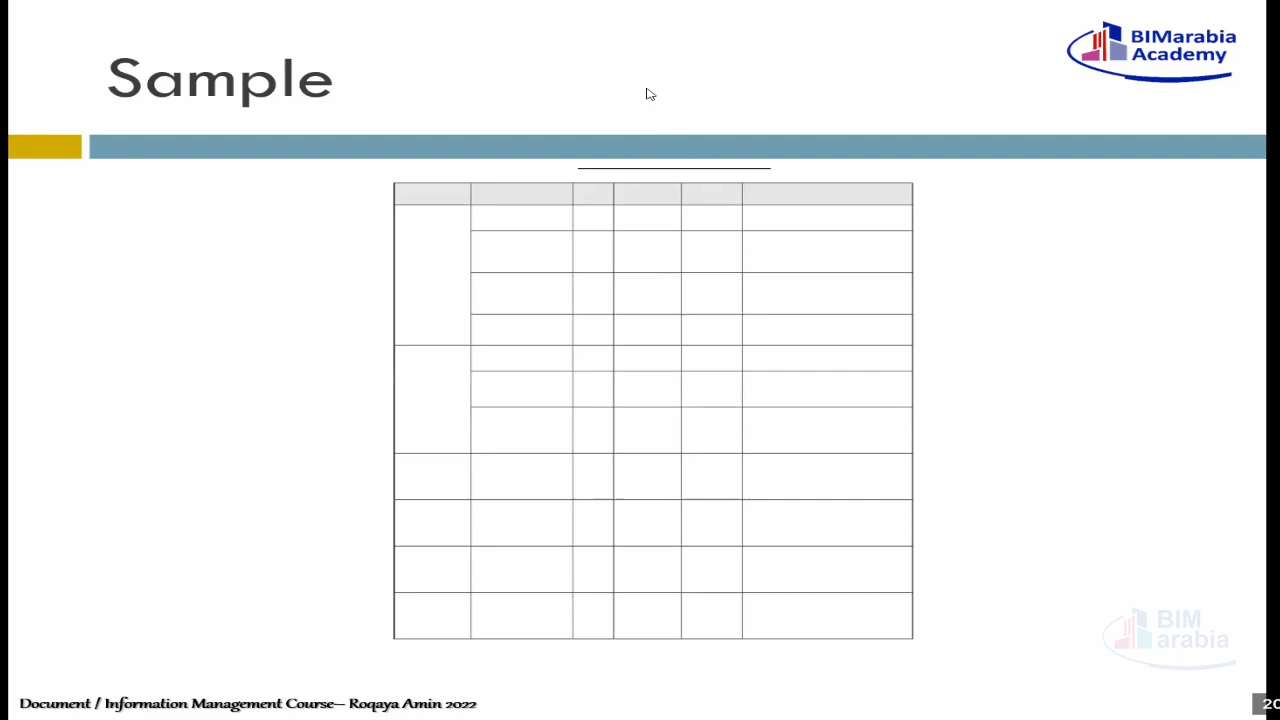 Sample
BIMarabia
Academy
BIM
arabia
Document / Information Management Course– Roqaya Amin 2022
20